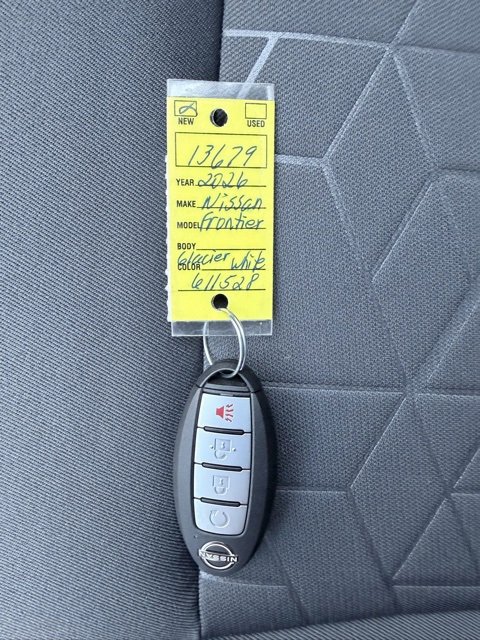 NEW USED
13679
YEAR 2026
MAKE Nissan
MODEL Frontier
BODY
COLOR Glacier White
611528
NISSAN